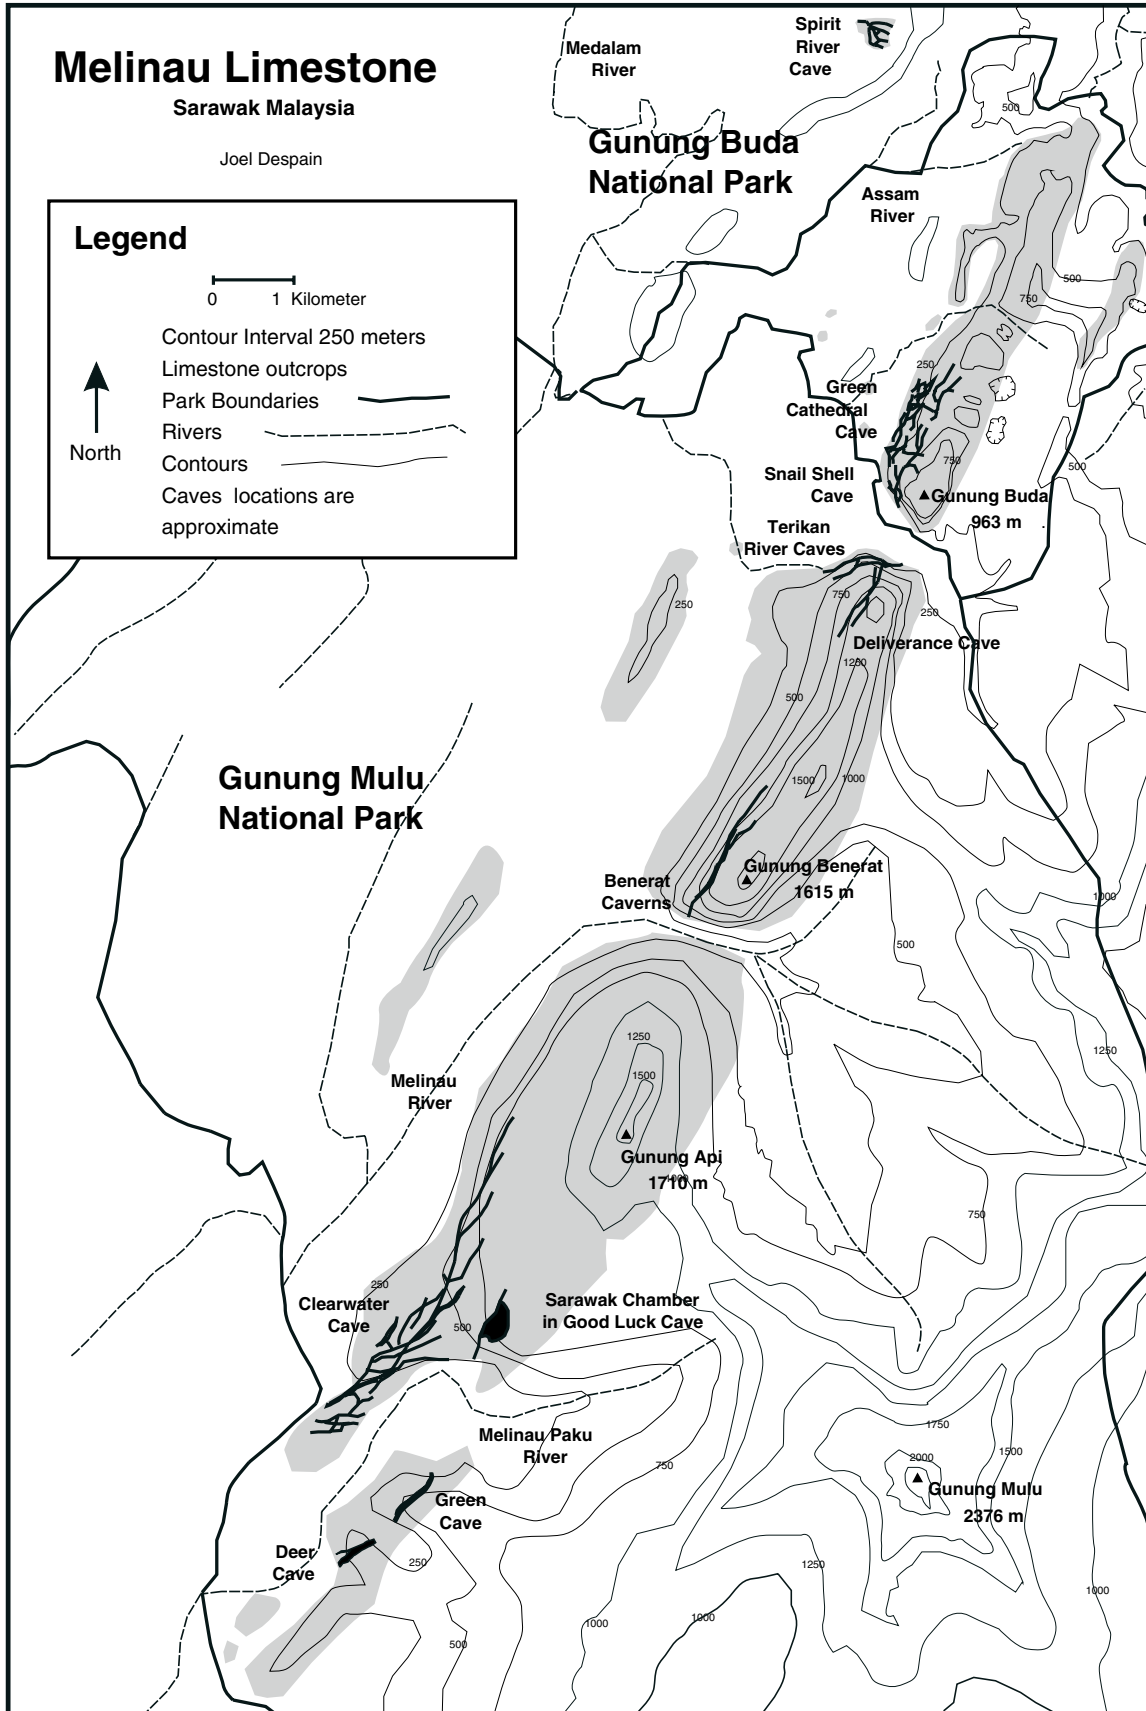 Melinau Limestone
Sarawak Malaysia
Joel Despain
Legend
0 1 Kilometer
Contour Interval 250 meters
Limestone outcrops
Park Boundaries
Rivers
Contours
Caves locations are
approximate
North
Spirit
River
Cave
Medalam
River
500
Gunung Buda
National Park
Assam
River
500
750
250
Green
Cathedral
Cave
750
500
Snail Shell
Cave
Gunung Buda
963 m
Terikan
River Caves
750
250
250
Deliverance Cave
1250
500
1500
1000
Gunung Mulu
National Park
Gunung Benerat
1615 m
Benerat
Caverns
1000
500
1250
1250
1500
Melinau
River
Gunung Api
1710 m
1000
750
250
Clearwater
Cave
500
Sarawak Chamber
in Good Luck Cave
Melinau Paku
River
750
1750
1500
2000
Gunung Mulu
2376 m
Green
Cave
Deer
Cave
250
1250
1000
1000
1000
500